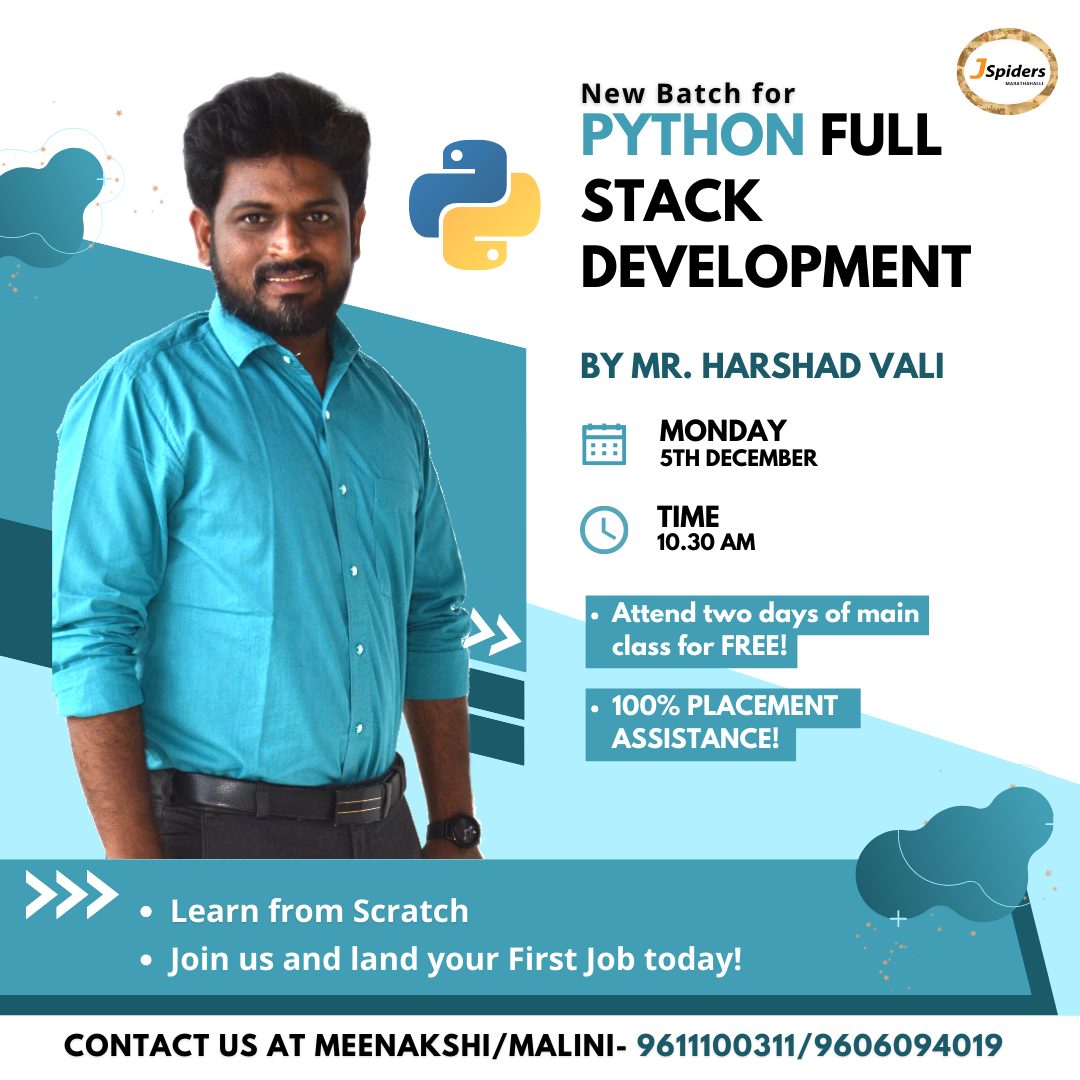 JSpiders
MARATHAHALLI
New Batch for
PYTHON FULL
STACK
DEVELOPMENT
BY MR. HARSHAD VALI
MONDAY
5TH DECEMBER
TIME
10.30 AM
• Attend two days of main
class for FREE!
• 100% PLACEMENT
ASSISTANCE!
• Learn from Scratch
• Join us and land your First Job today!
CONTACT US AT MEENAKSHI/MALINI- 9611100311/9606094019